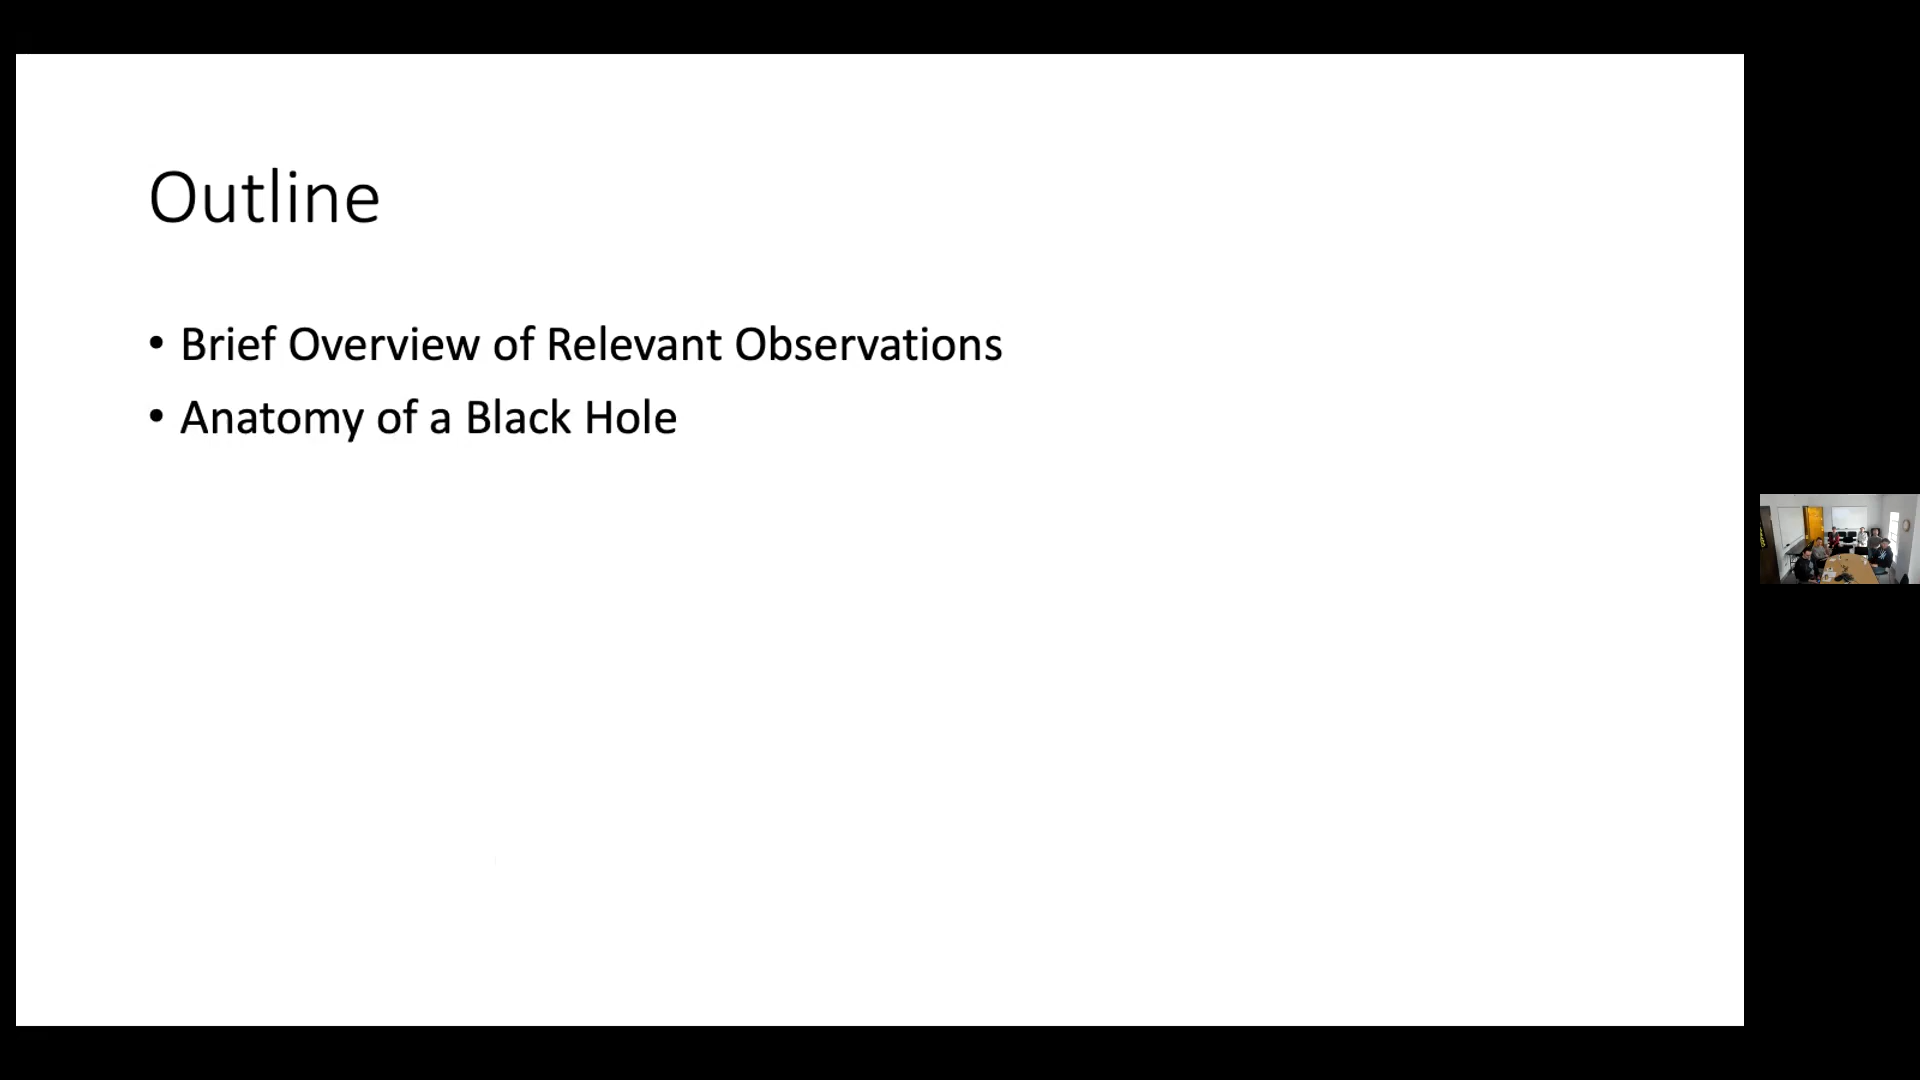 Outline
• Brief Overview of Relevant Observations
• Anatomy of a Black Hole